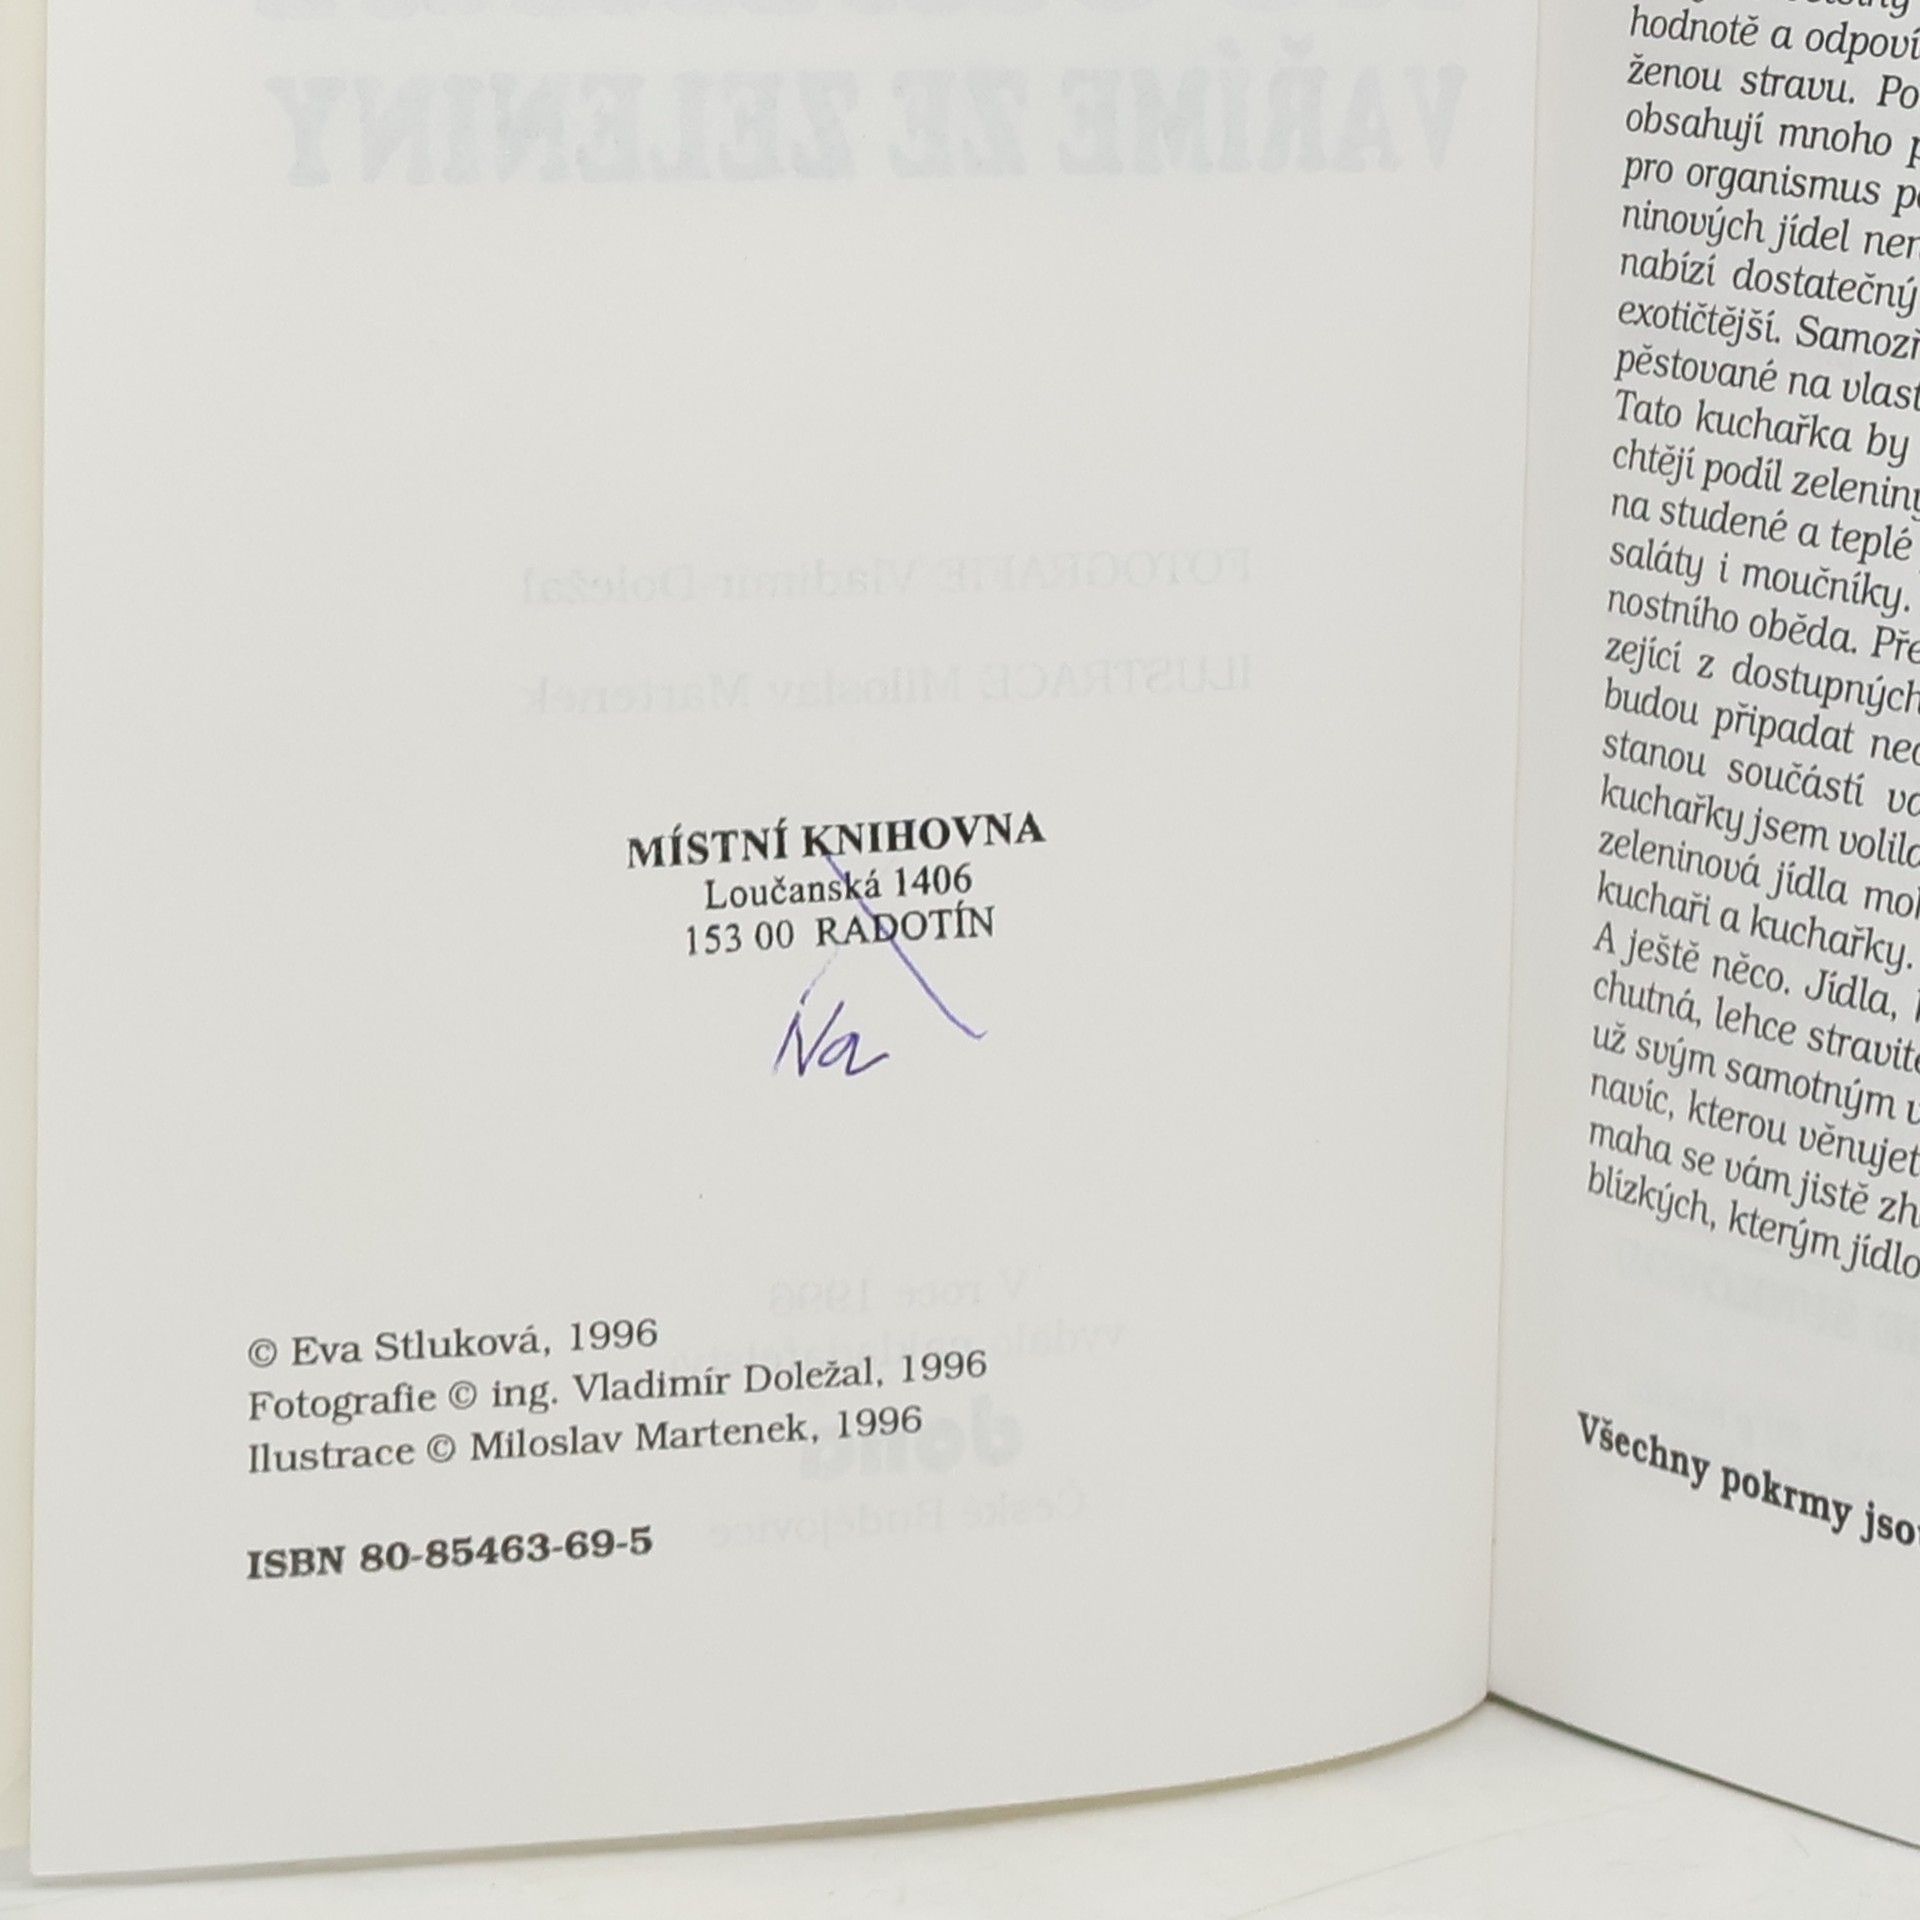 MÍSTNÍ KNIHOVNA
Loučanská 1406
153 00 RADOTÍN
© Eva Stluková, 1996
Fotografie © ing. Vladimír Doležal, 1996
Ilustrace © Miloslav Martenek, 1996
ISBN 80-85463-69-5
hodnotě a
ženou stravu. Po
obsahují mnoho
pro organismus
ninových jídel
nabízí dostatečný
exotičtější.
pěstované na
Tato kuchařka by
chtějí podíl zeleniny
na studené a teplé
saláty i moučníky.
nostního oběda.
zející z dostupných
budou připadat
stanou součástí
kuchařky jsem
zeleninová jídla
kuchaři a kuchařky.
A ještě něco. Jídla,
chutná, lehce
už svým samotným
navíc, kterou
maha se vám jistě
blízkých, kterým
Všechny pokrmy